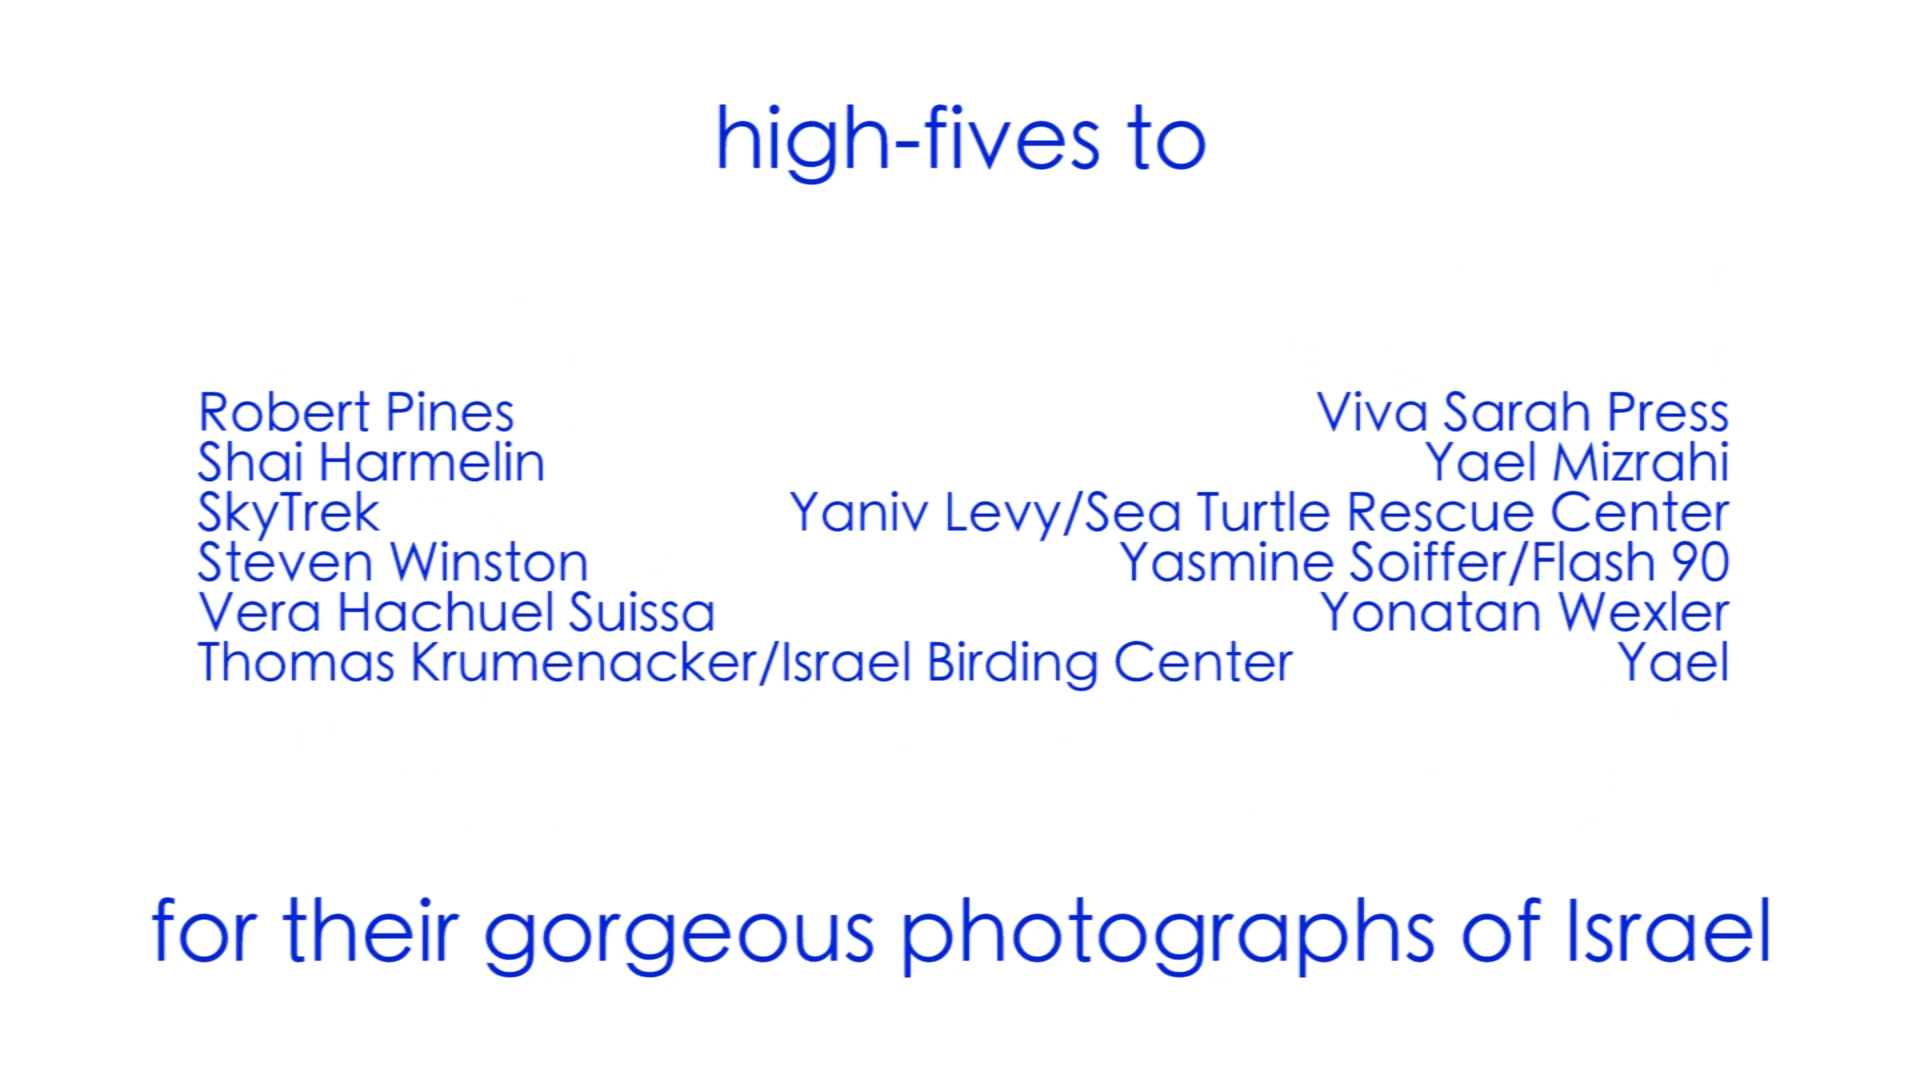 high-fives to
Robert Pines
Shai Harmelin
SkyTrek
Steven Winston
Vera Hachuel Suissa
Thomas Krumenacker/Israel Birding Center
Viva Sarah Press
Yael Mizrahi
Yaniv Levy/Sea Turtle Rescue Center
Yasmine Soiffer/Flash 90
Yonatan Wexler
Yael
for their gorgeous photographs of Israel